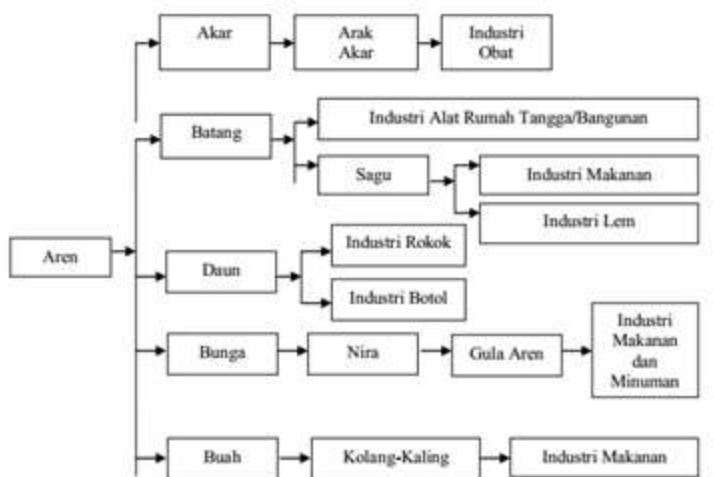 Akar
Arak
Akar
Industri
Obat
Batang
Industri Alat Rumah Tangga/Bangunan
Sagu
Industri Makanan
Industri Lem
Aren
Daun
Industri Rokok
Industri Botol
Bunga
Nira
Gula Aren
Industri
Makanan
dan
Minuman
Buah
Kolang-Kaling
Industri Makanan